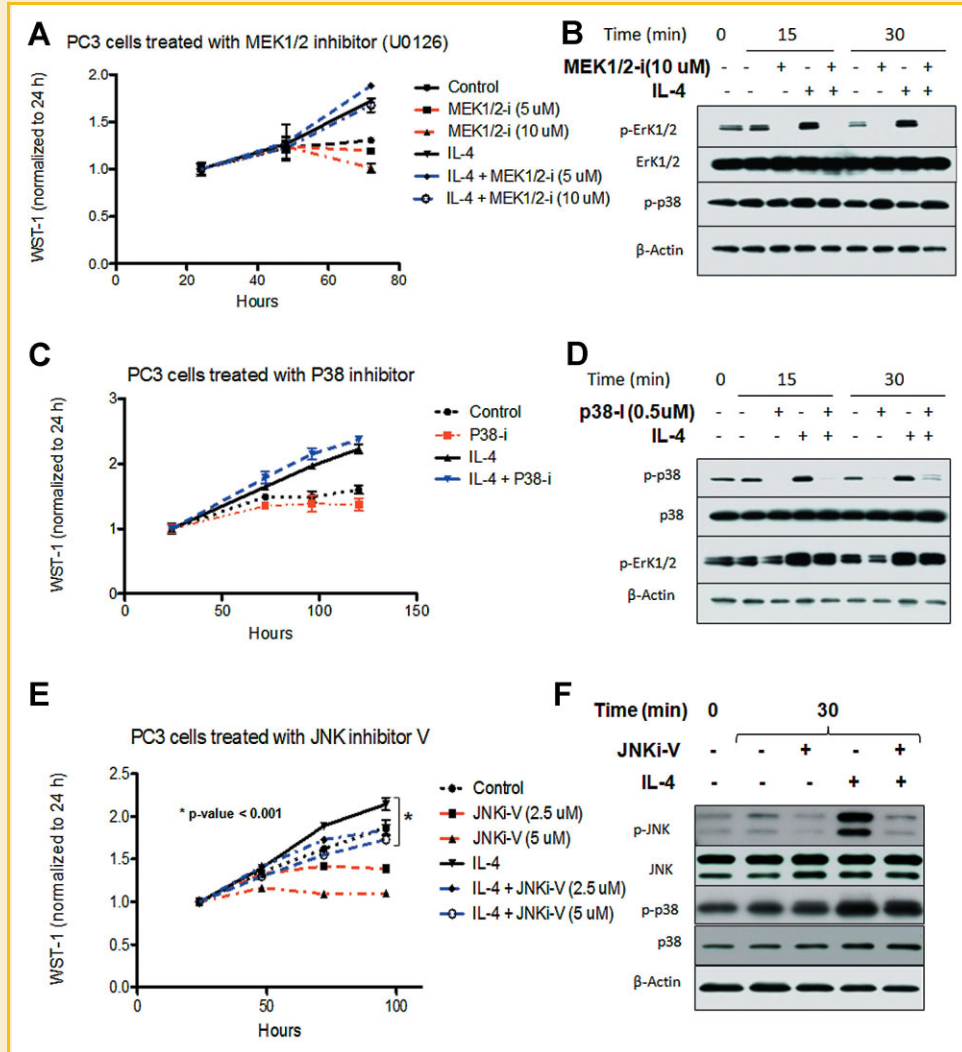 A
PC3 cells treated with MEK1/2 inhibitor (U0126)
WST-1 (normalized to 24 h)
2.0
1.5
1.0
0.5
0.0
0 20 40 60 80
Hours
Control
MEK1/2-i (5 uM)
MEK1/2-i (10 uM)
IL-4
IL-4 + MEK1/2-i (5 uM)
IL-4 + MEK1/2-i (10 uM)
B
Time (min) 0 15 30
MEK1/2-i(10 uM) - - + - + - + - +
IL-4 - - - + + - - + +
p-ErK1/2
ErK1/2
p-p38
β-Actin
C
PC3 cells treated with P38 inhibitor
WST-1 (normalized to 24 h)
3
2
1
0
0 50 100 150
Hours
Control
P38-i
IL-4
IL-4 + P38-i
D
Time (min) 0 15 30
p38-I (0.5uM) - - + - + - + - +
IL-4 - - - + + - - + +
p-p38
p38
p-ErK1/2
β-Actin
E
PC3 cells treated with JNK inhibitor V
WST-1 (normalized to 24 h)
2.5
2.0
1.5
1.0
0.5
0.0
0 50 100
Hours
* p-value < 0.001
*
Control
JNKi-V (2.5 uM)
JNKi-V (5 uM)
IL-4
IL-4 + JNKi-V (2.5 uM)
IL-4 + JNKi-V (5 uM)
F
Time (min) 0 30
JNKi-V - - + - +
IL-4 - - - + +
p-JNK
JNK
p-p38
p38
β-Actin